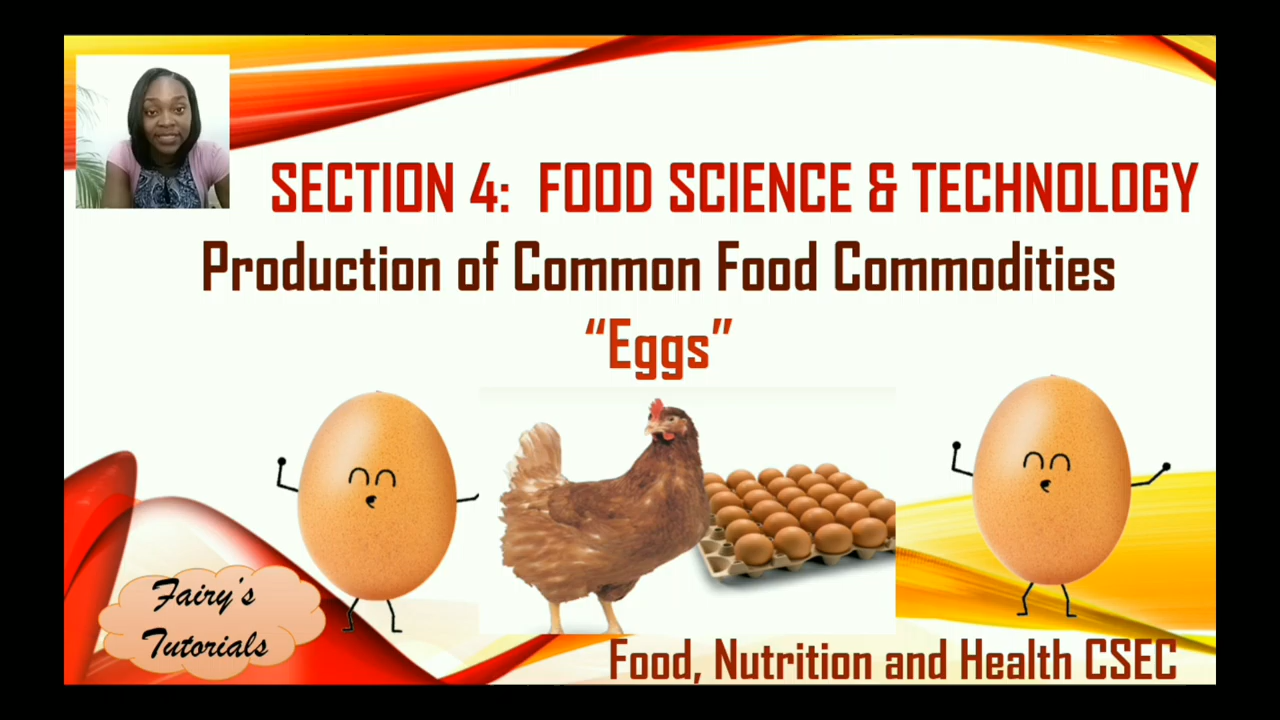 SECTION 4: FOOD SCIENCE & TECHNOLOGY
Production of Common Food Commodities
“Eggs”
Fairy's
Tutorials
Food, Nutrition and Health CSEC